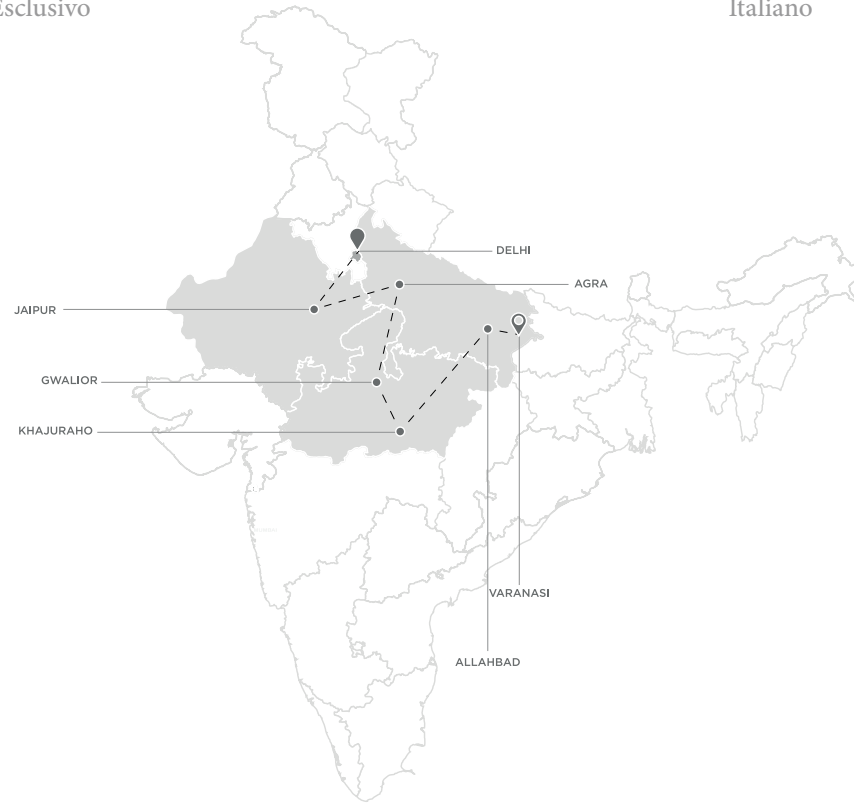 Esclusivo
Italiano
DELHI
AGRA
JAIPUR
GWALIOR
KHAJURAHO
VARANASI
ALLAHBAD